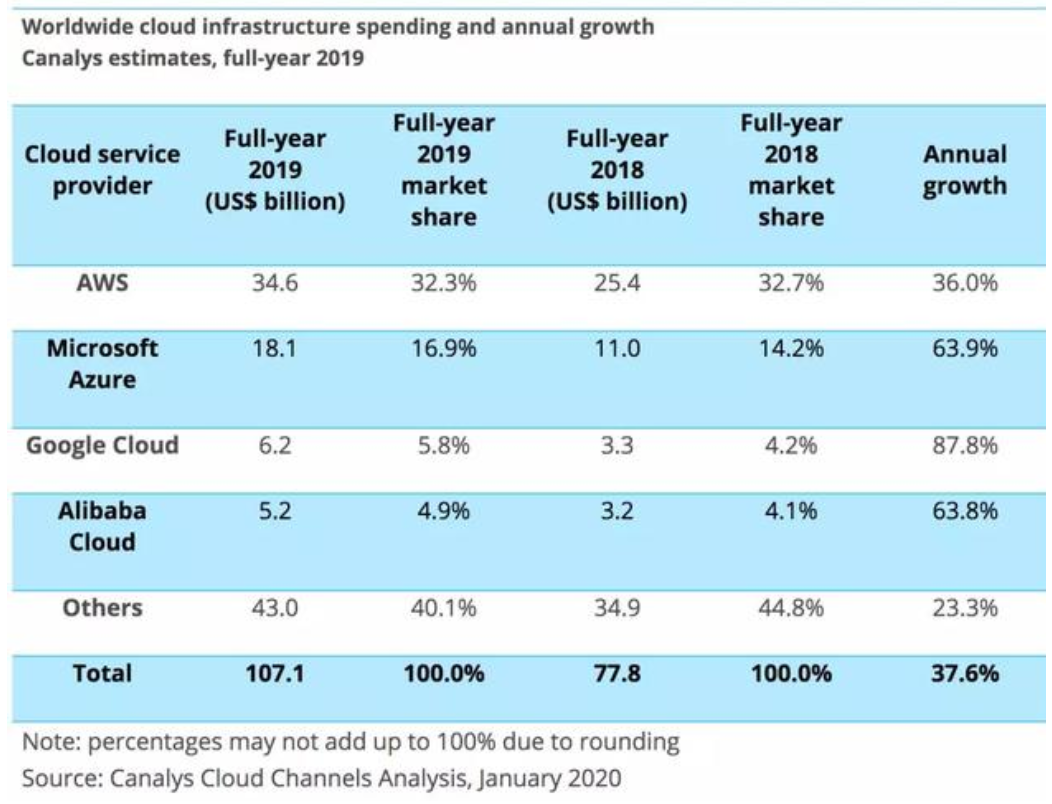 Worldwide cloud infrastructure spending and annual growth
Canalys estimates, full-year 2019
Cloud service provider Full-year 2019 (US$ billion) Full-year 2019 market share Full-year 2018 (US$ billion) Full-year 2018 market share Annual growth
AWS 34.6 32.3% 25.4 32.7% 36.0%
Microsoft Azure 18.1 16.9% 11.0 14.2% 63.9%
Google Cloud 6.2 5.8% 3.3 4.2% 87.8%
Alibaba Cloud 5.2 4.9% 3.2 4.1% 63.8%
Others 43.0 40.1% 34.9 44.8% 23.3%
Total 107.1 100.0% 77.8 100.0% 37.6%
Note: percentages may not add up to 100% due to rounding
Source: Canalys Cloud Channels Analysis, January 2020